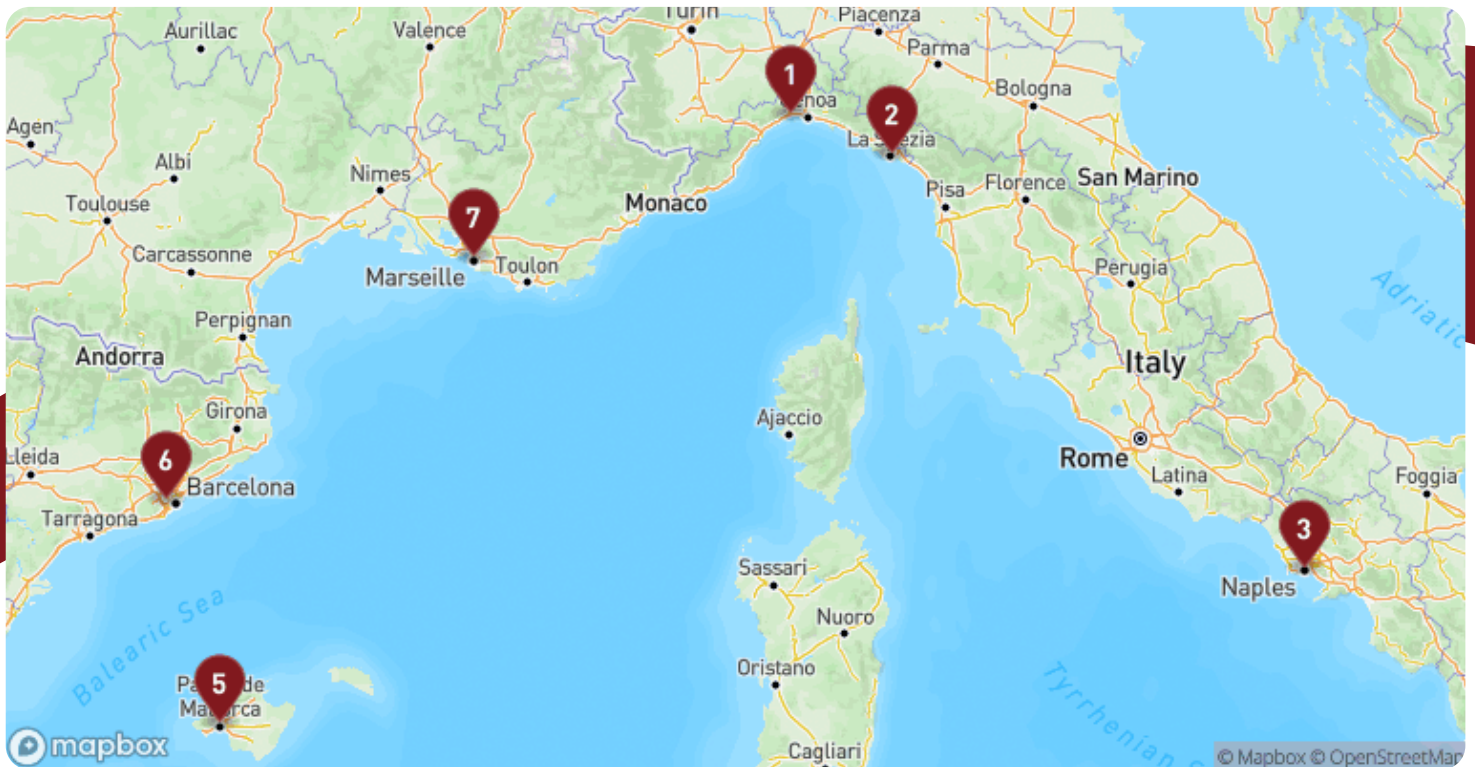 Turin
Piacenza
Aurillac
Valence
Parma
1
Bologna
2
Agen
La Spezia
Albi
Nimes
Pisa
Florence
San Marino
Toulouse
Monaco
7
Carcassonne
Toulon
Marseille
Perugia
Adriatic
Perpignan
Andorra
Italy
Girona
Ajaccio
6
Lleida
Rome
Barcelona
Latina
Foggia
Tarragona
3
Sassari
Naples
Balearic Sea
Nuoro
Oristano
5
Tyrrhenian
Cagliari
mapbox
© Mapbox © OpenStreetMap